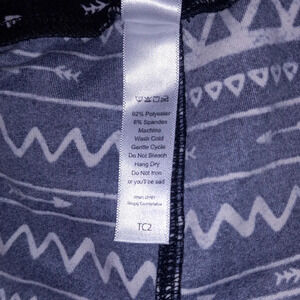 92% Polyester
8% Spandex
Machine
Wash Cold
Gentle Cycle
Do Not Bleach
Hang Dry
Do Not Iron
or you'll be sad
TC2